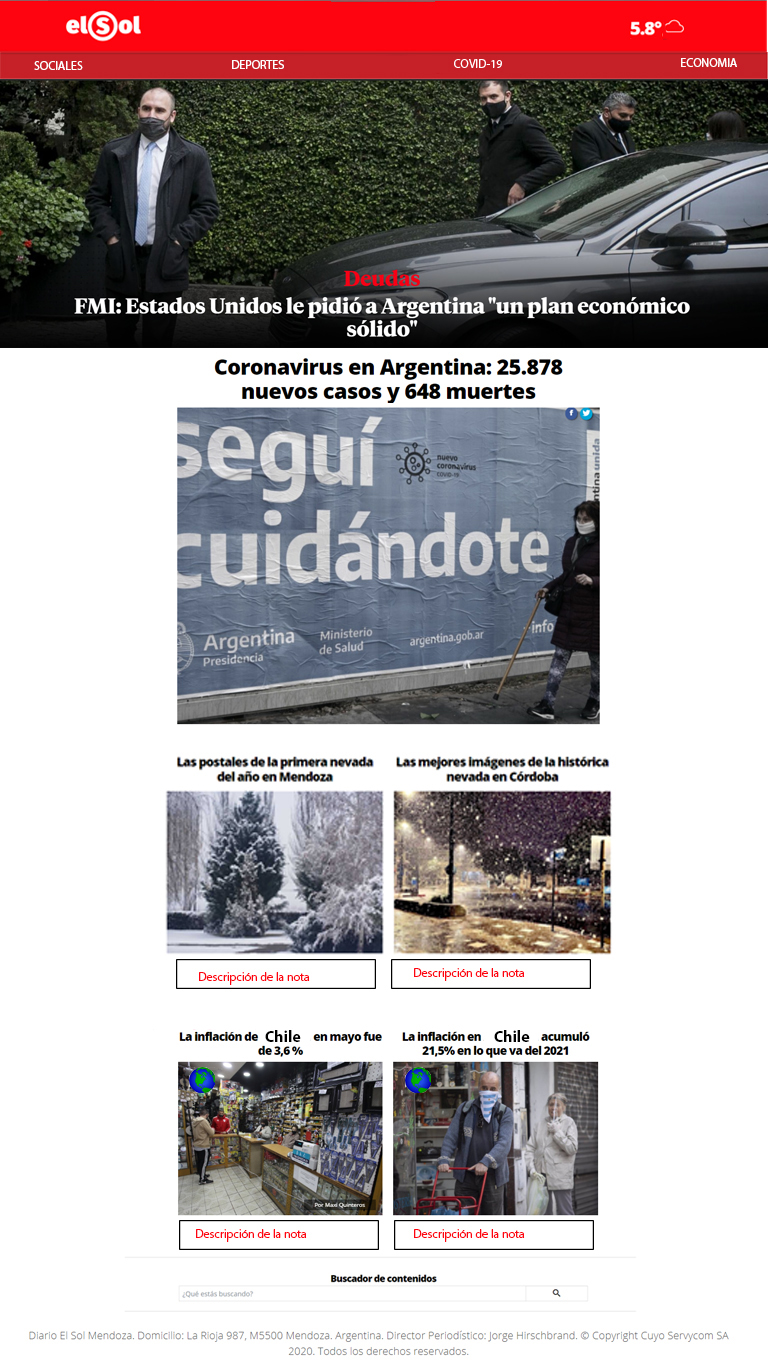 elSol
5.8°
SOCIALES DEPORTES COVID-19 ECONOMIA
Deudas
FMI: Estados Unidos le pidió a Argentina "un plan económico
sólido"
Coronavirus en Argentina: 25.878
nuevos casos y 648 muertes
seguí
nuevo
coronavirus
COVID-19
ntina unida
cuidándote
Argentina
Presidencia
Ministerio
de Salud
argentina.gob.ar
+info
Las postales de la primera nevada
del año en Mendoza
Las mejores imágenes de la histórica
nevada en Córdoba
Descripción de la nota
Descripción de la nota
La inflación de Chile en mayo fue
de 3,6 %
La inflación en Chile acumuló
21,5% en lo que va del 2021
Por Maxi Quinteros
Descripción de la nota
Descripción de la nota
Buscador de contenidos
¿Qué estás buscando?
Diario El Sol Mendoza. Domicilio: La Rioja 987, M5500 Mendoza. Argentina. Director Periodístico: Jorge Hirschbrand. © Copyright Cuyo Servycom SA
2020. Todos los derechos reservados.